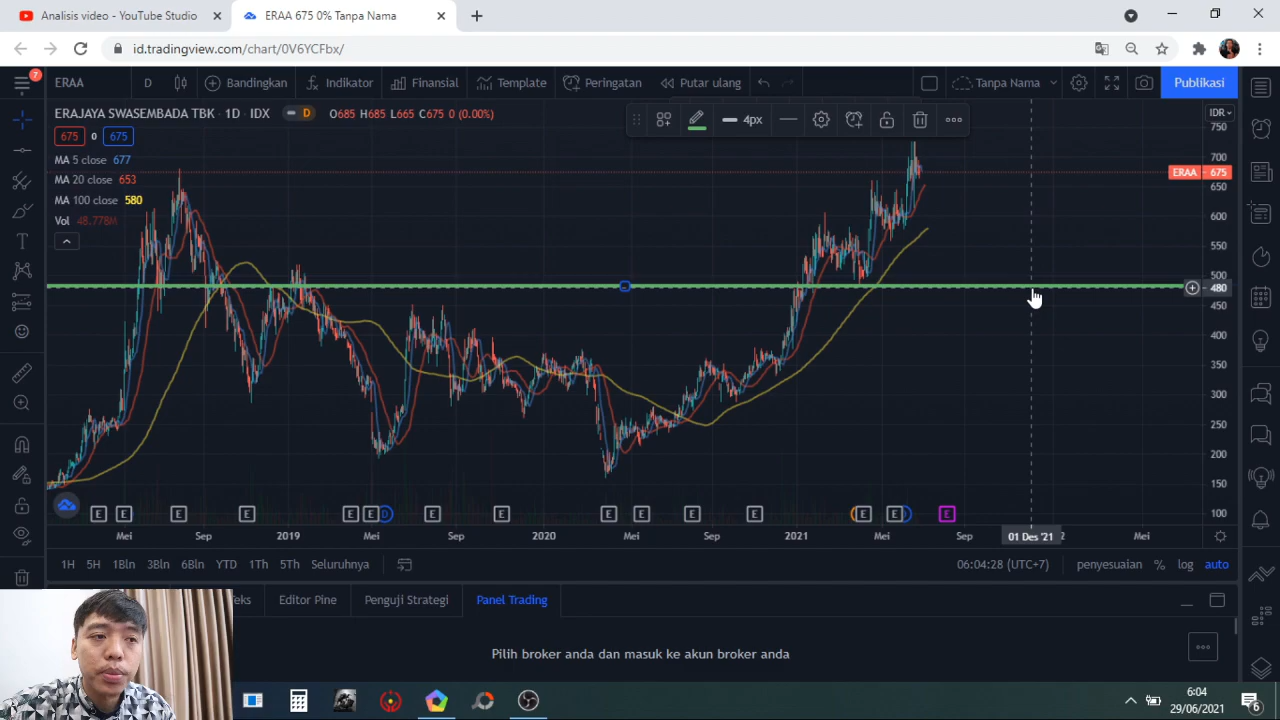 Analisis video - YouTube Studio
ERAA 675 0% Tanpa Nama
id.tradingview.com/chart/0V6YCFbx/
7
ERAA
D
Bandingkan
Indikator
Finansial
Template
Peringatan
Putar ulang
Tanpa Nama
Publikasi
ERAJAYA SWASEMBADA TBK · 1D · IDX
D
O685 H685 L665 C675 0 (0.00%)
675
0
675
MA 5 close 677
MA 20 close 653
MA 100 close 580
Vol 48.778M
4px
IDR
750
700
ERAA 675
650
600
550
500
480
450
400
350
300
250
200
150
100
E
E
E
E
E
E
D
E
E
E
E
E
E
E
E
E
Mei
Sep
2019
Mei
Sep
2020
Mei
Sep
2021
Mei
Sep
01 Des '21
2
Mei
1H
5H
1Bln
3Bln
6Bln
YTD
1Th
5Th
Seluruhnya
06:04:28 (UTC+7)
penyesuaian
%
log
auto
eks
Editor Pine
Penguji Strategi
Panel Trading
Pilih broker anda dan masuk ke akun broker anda
6:04
29/06/2021
6